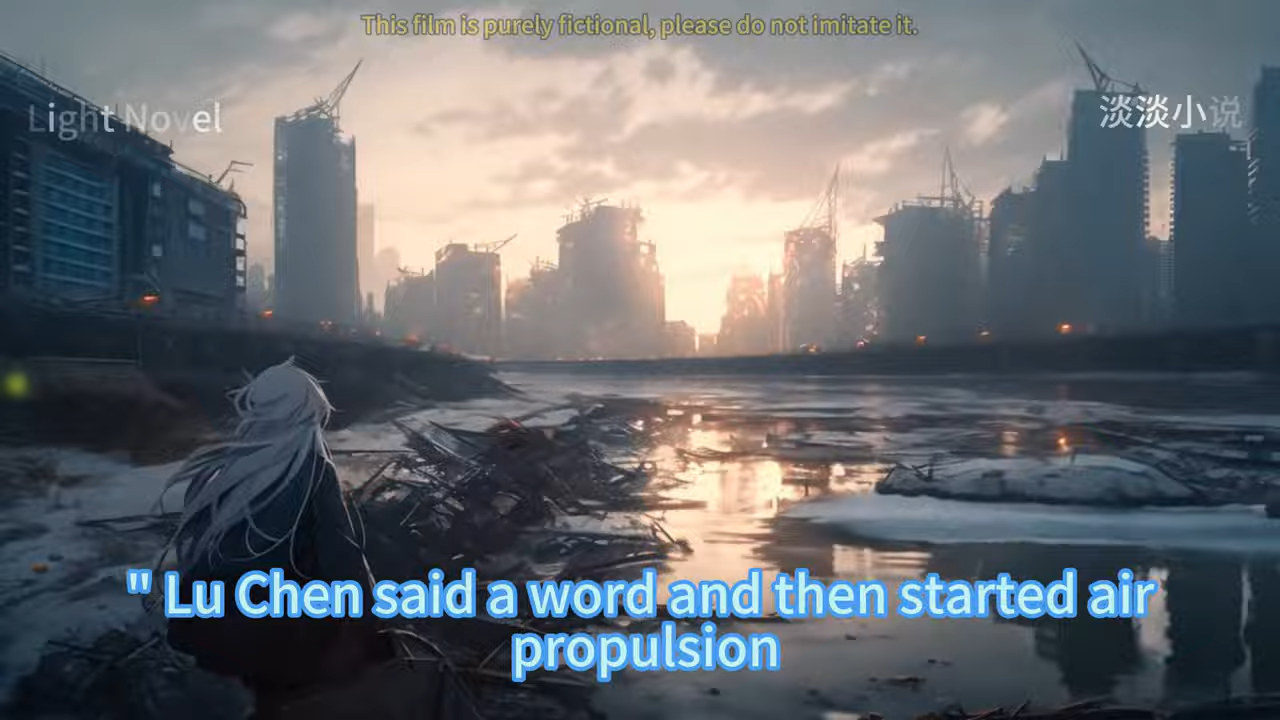 This film is purely fictional, please do not imitate it.
Light Novel
淡淡小说
" Lu Chen said a word and then started air
propulsion